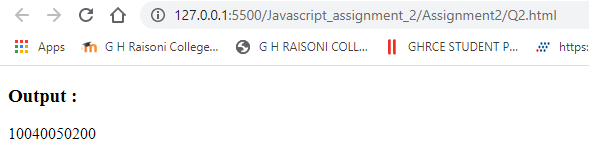 127.0.0.1:5500/Javascript_assignment_2/Assignment2/Q2.html
Apps G H Raisoni College... G H RAISONI COLL... GHRCE STUDENT P... https:
Output :
10040050200